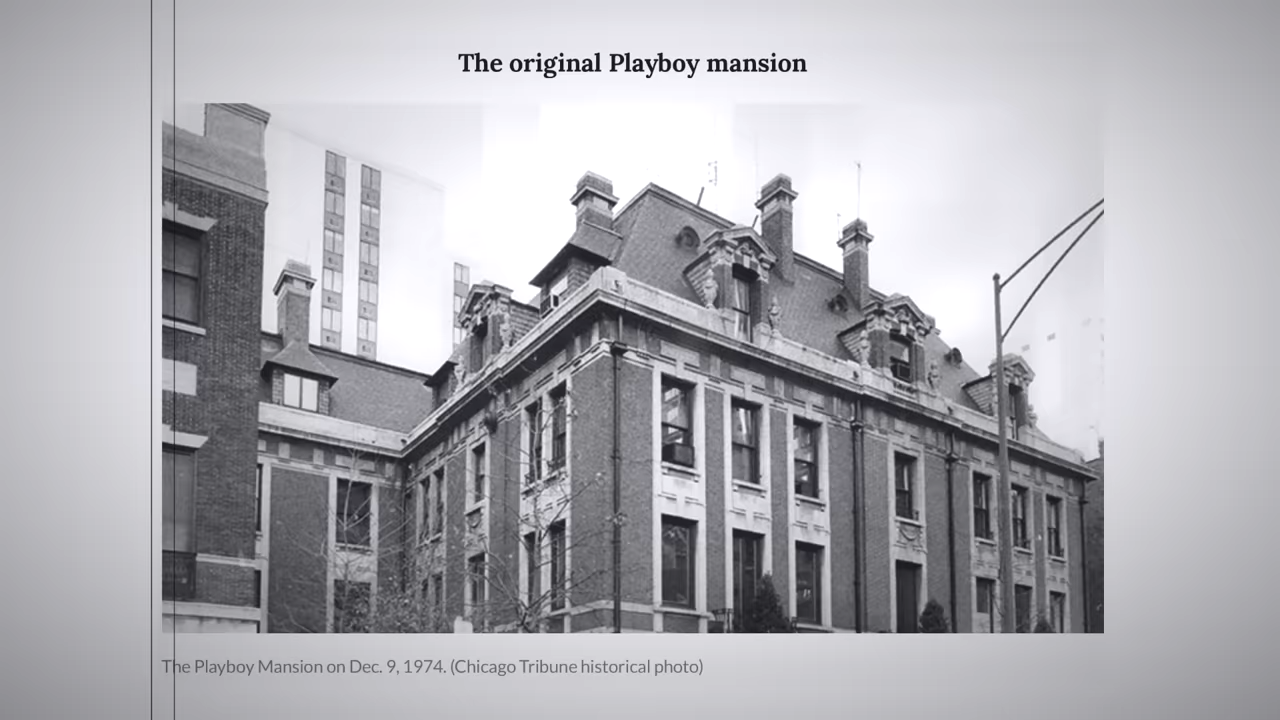 The original Playboy mansion
The Playboy Mansion on Dec. 9, 1974. (Chicago Tribune historical photo)